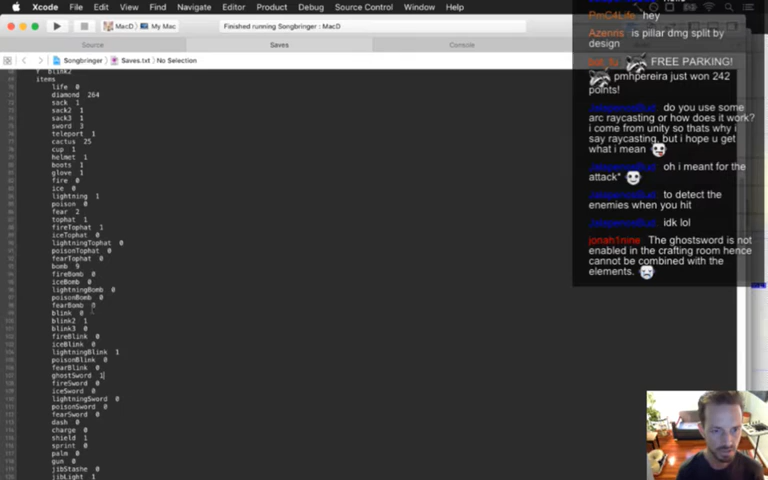 Xcode File Edit View Find Navigate Editor Product Debug Source Control Window Help
MacD My Mac Finished running Songbringer : MacD
Source Saves Console
Songbringer Saves.txt No Selection
f blink2
items
life 0
diamond 264
sack 1
sack2 1
sack3 1
sword 3
teleport 1
cactus 25
cup 1
helmet 1
boots 1
glove 1
fire 0
ice 0
lightning 1
poison 0
fear 2
tophat 1
fireTophat 1
iceTophat 0
lightningTophat 0
poisonTophat 0
fearTophat 0
bomb 9
fireBomb 0
iceBomb 0
lightningBomb 0
poisonBomb 0
fearBomb 0
blink 0
blink2 1
blink3 0
fireBlink 0
iceBlink 0
lightningBlink 1
poisonBlink 0
fearBlink 0
ghostSword 1
fireSword 0
iceSword 0
lightningSword 0
poisonSword 0
fearSword 0
dash 0
charge 0
shield 1
sprint 0
palm 0
gun 0
jibStashe 0
jibLight 1
PmC4Life hey
Azenris is pillar dmg split by
design
FREE PARKING!
pmhpereira just won 242
points!
do you use some
arc raycasting or how does it work?
i come from unity so thats why i
say raycasting, but i hope u get
what i mean
oh i meant for the
attack*
to detect the
enemies when you hit
idk lol
jonah1nine The ghostsword is not
enabled in the crafting room hence
cannot be combined with the
elements.